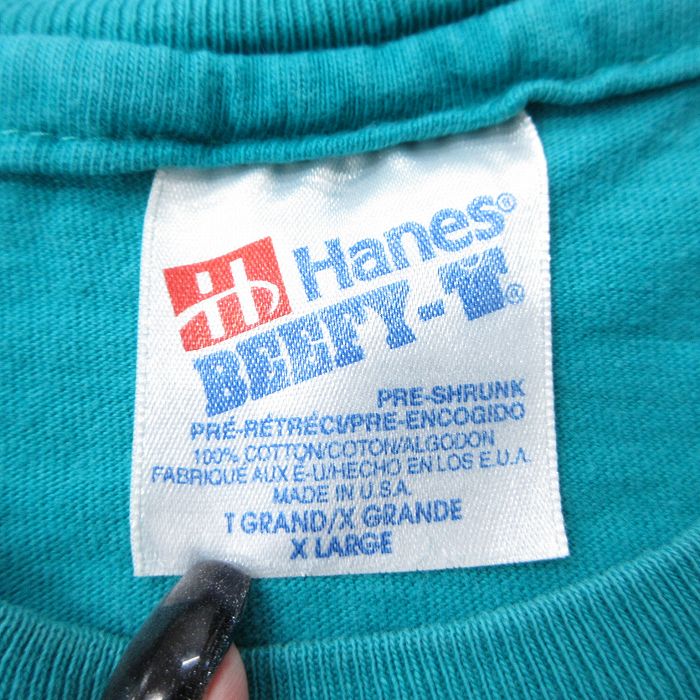 Hb Hanes®
BEEFY-T®
PRE-SHRUNK
PRÉ-RÉTRÉCI/PRE-ENCOGIDO
100% COTTON/COTON/ALGODON
FABRIQUÉ AUX É-U/HECHO EN LOS E.U.A.
MADE IN U.S.A.
T GRAND/X GRANDE
X LARGE